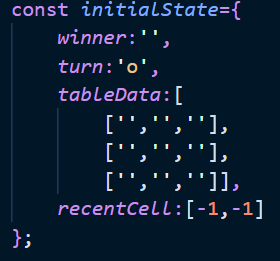 const initialState={
    winner:'',
    turn:'o',
    tableData:[
        ['','',''],
        ['','',''],
        ['','','']],
    recentCell:[-1,-1]
};